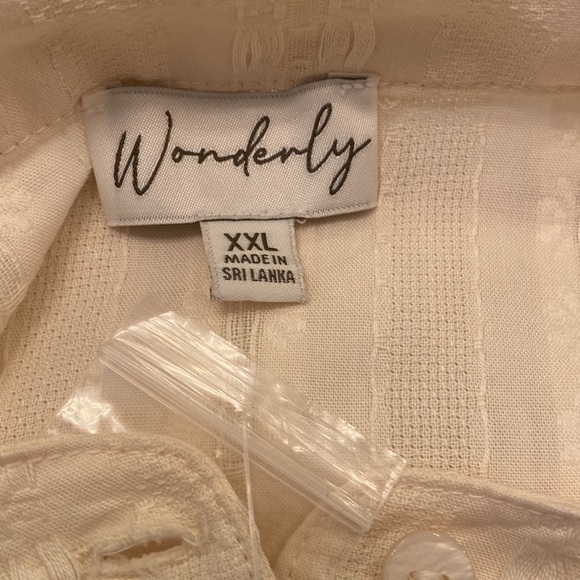 Wonderly
XXL
MADE IN
SRI LANKA